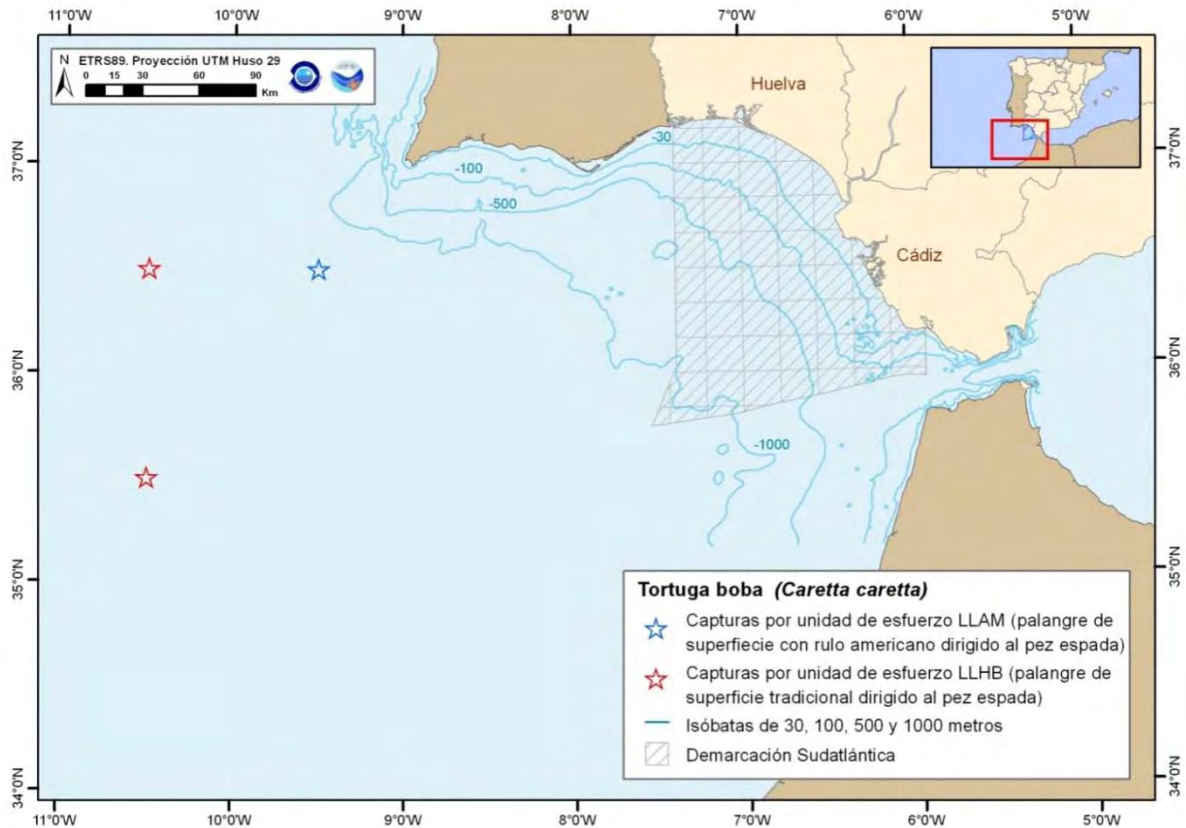 11°0'W 10°0'W 9°0'W 8°0'W 7°0'W 6°0'W 5°0'W
N ETRS89. Proyección UTM Huso 29
0 15 30 60 90
Km
Huelva
37°0'N
37°0'N
-30
-100
-500
Cádiz
36°0'N
36°0'N
-1000
35°0'N
35°0'N
Tortuga boba (Caretta caretta)
Capturas por unidad de esfuerzo LLAM (palangre de
superfiecie con rulo americano dirigido al pez espada)
Capturas por unidad de esfuerzo LLHB (palangre de
superficie tradicional dirigido al pez espada)
Isóbatas de 30, 100, 500 y 1000 metros
Demarcación Sudatlántica
34°0'N
34°0'N
11°0'W 10°0'W 9°0'W 8°0'W 7°0'W 6°0'W 5°0'W